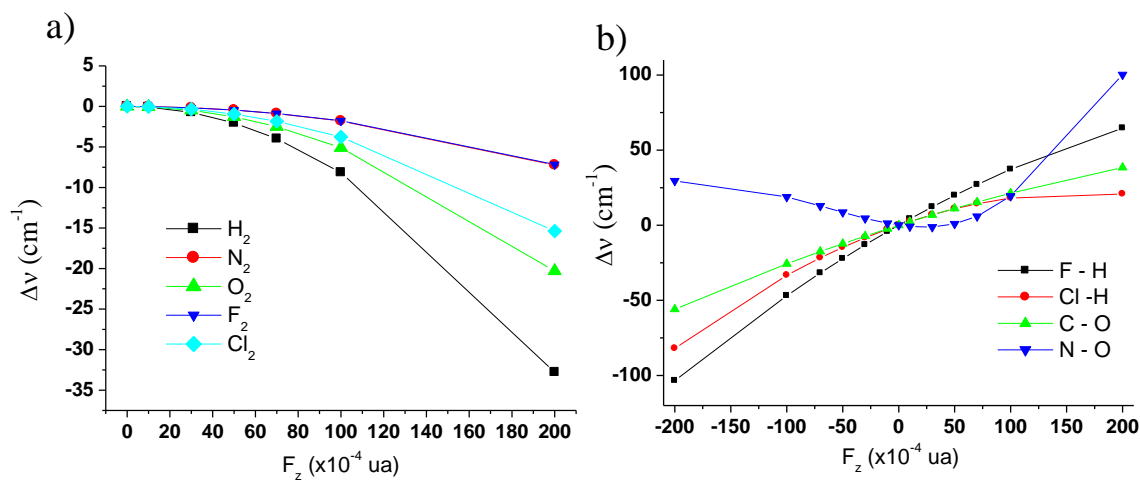 a)
5
0
-5
-10
-15
-20
-25
-30
-35
Δν (cm⁻¹)
H₂
N₂
O₂
F₂
Cl₂
0 20 40 60 80 100 120 140 160 180 200
F_z (x10⁻⁴ ua)
b)
100
50
0
-50
-100
Δν (cm⁻¹)
F - H
Cl -H
C - O
N - O
-200 -150 -100 -50 0 50 100 150 200
F_z (x10⁻⁴ ua)